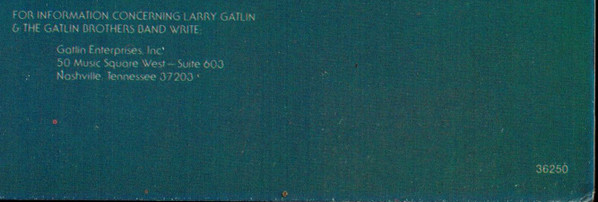 FOR INFORMATION CONCERNING LARRY GATLIN
& THE GATLIN BROTHERS BAND WRITE:
Gatlin Enterprises, Inc.
50 Music Square West – Suite 603
Nashville, Tennessee 37203
36250